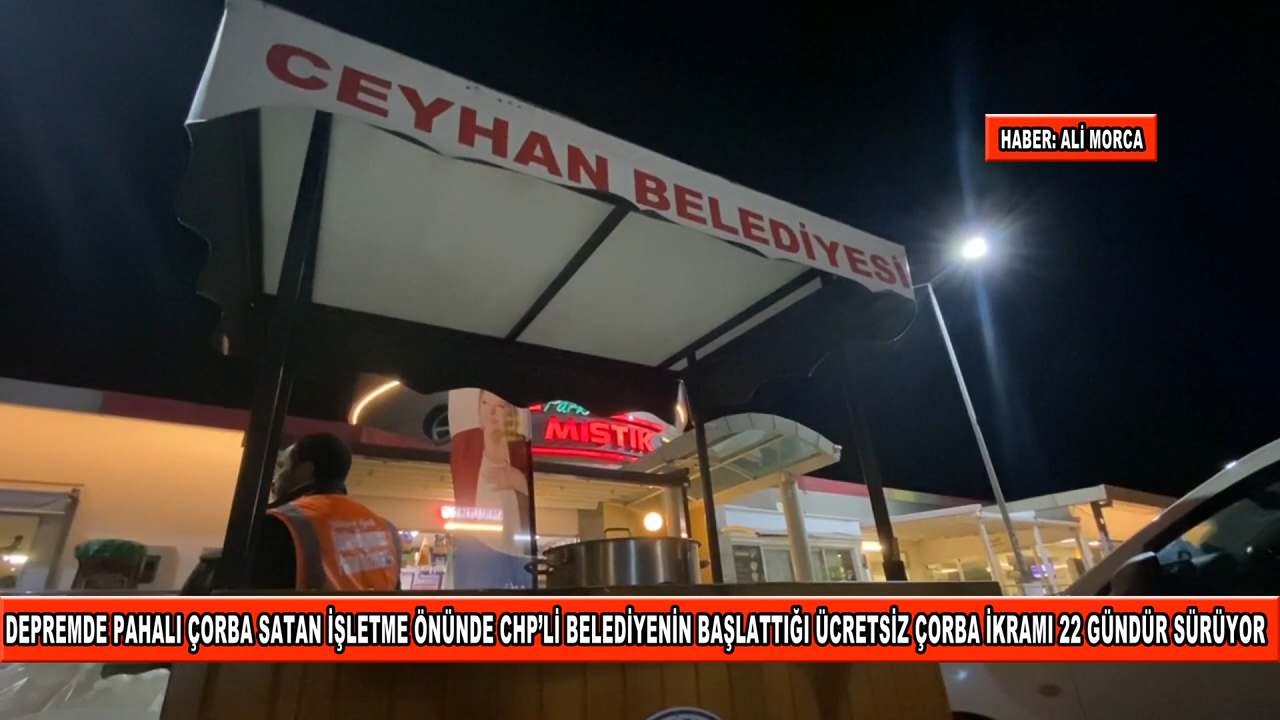 CEYHAN BELEDİYESİ
HABER: ALİ MORCA
Park
MISTIK
DEPREMDE PAHALI ÇORBA SATAN İŞLETME ÖNÜNDE CHP'Lİ BELEDİYENİN BAŞLATTIĞI ÜCRETSİZ ÇORBA İKRAMI 22 GÜNDÜR SÜRÜYOR